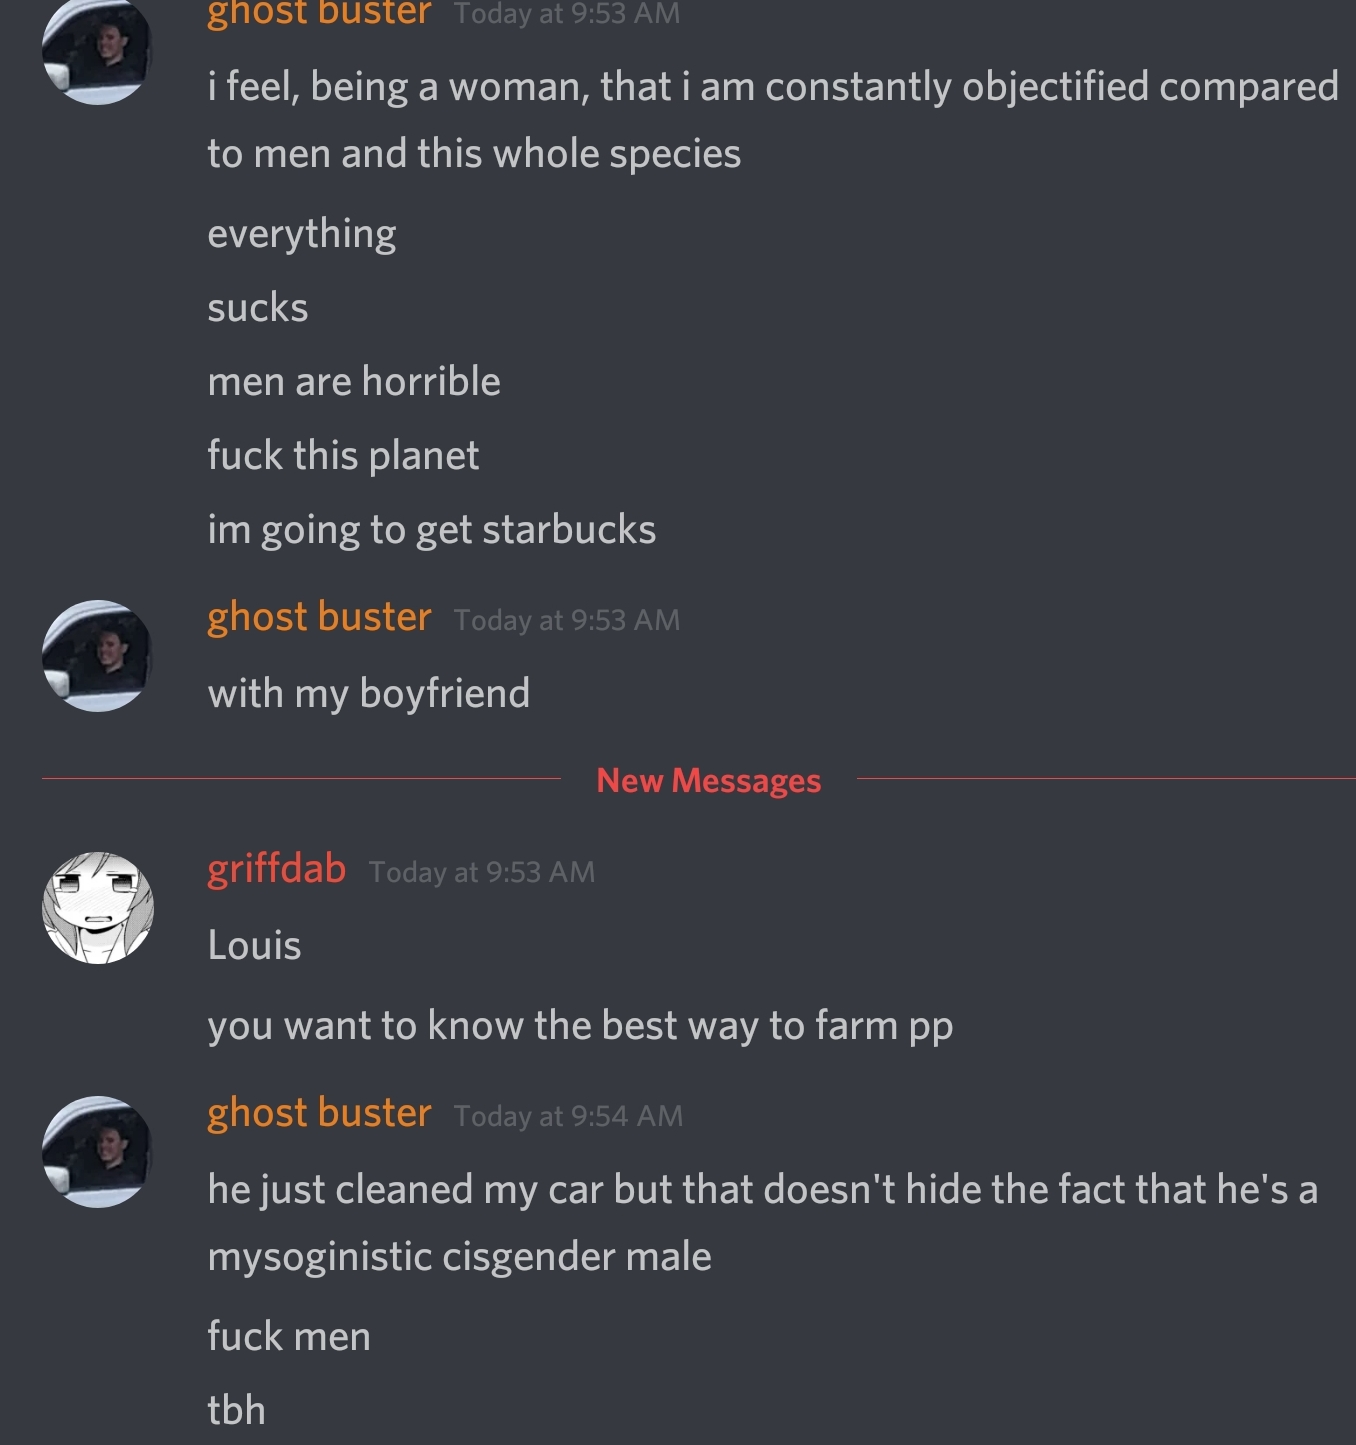 ghost buster Today at 9:53 AM
i feel, being a woman, that i am constantly objectified compared
to men and this whole species
everything
sucks
men are horrible
fuck this planet
im going to get starbucks
ghost buster Today at 9:53 AM
with my boyfriend
New Messages
griffdab Today at 9:53 AM
Louis
you want to know the best way to farm pp
ghost buster Today at 9:54 AM
he just cleaned my car but that doesn't hide the fact that he's a
mysoginistic cisgender male
fuck men
tbh